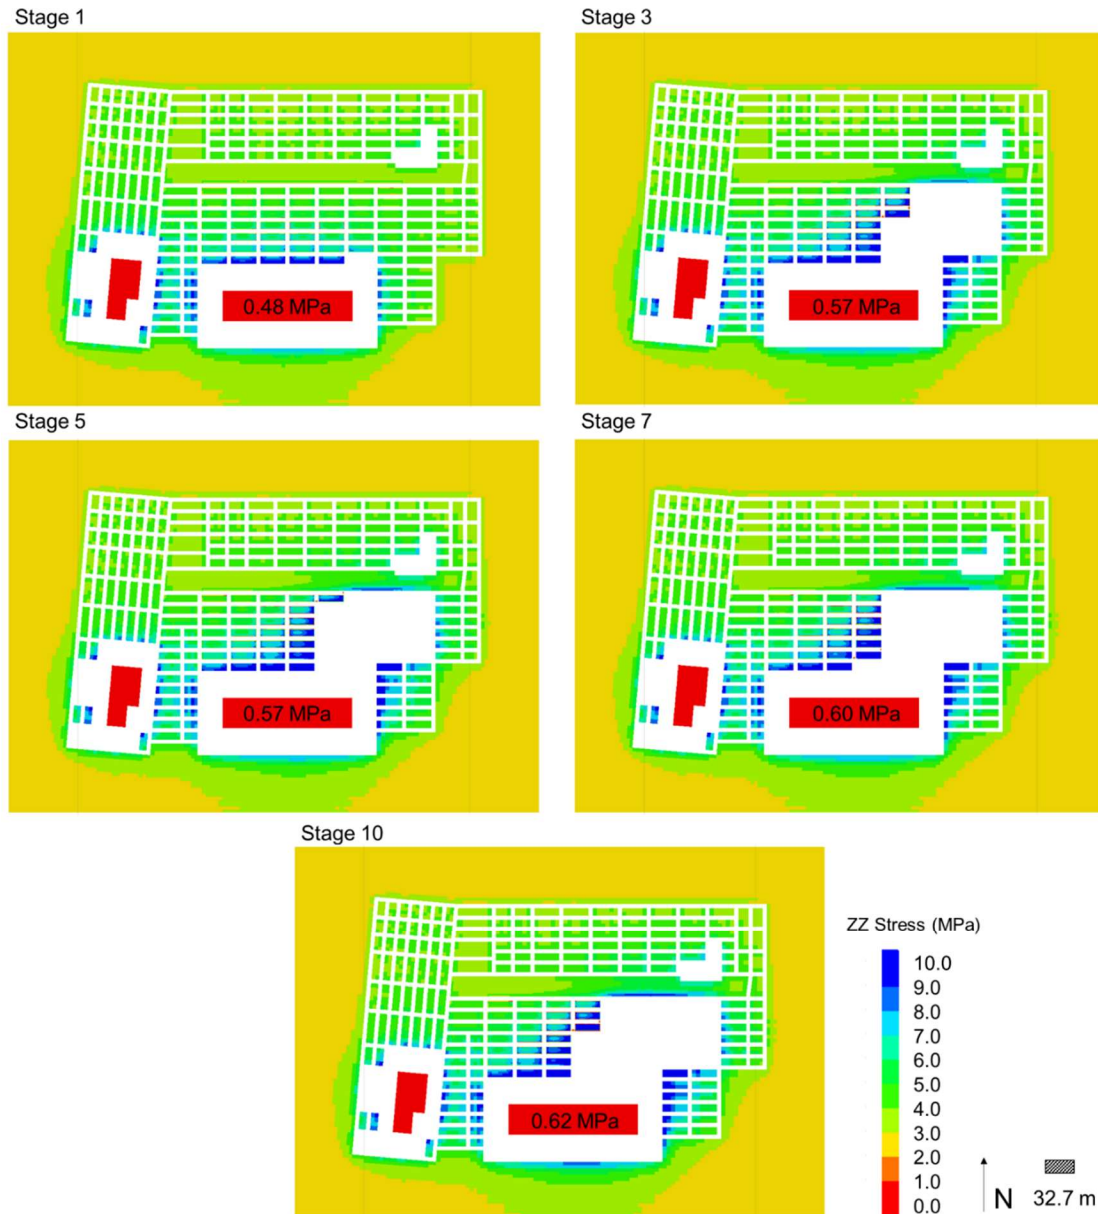 Stage 1
Stage 3
0.48 MPa
0.57 MPa
Stage 5
Stage 7
0.57 MPa
0.60 MPa
Stage 10
0.62 MPa
ZZ Stress (MPa)
10.0
9.0
8.0
7.0
6.0
5.0
4.0
3.0
2.0
1.0
0.0
N
32.7 m